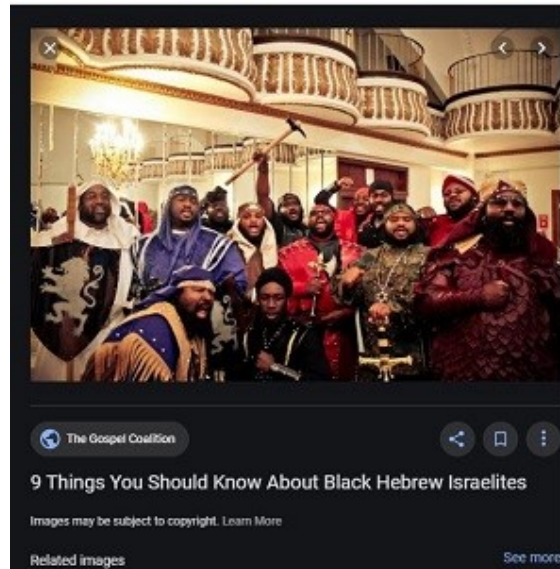 The Gospel Coalition
9 Things You Should Know About Black Hebrew Israelites
Images may be subject to copyright. Learn More
Related images See more